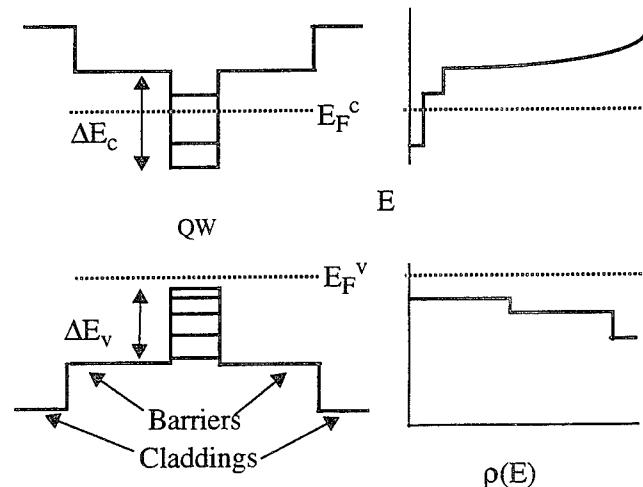 E_F^c
ΔE_c
E
QW
E_F^v
ΔE_v
Barriers
Claddings
ρ(E)